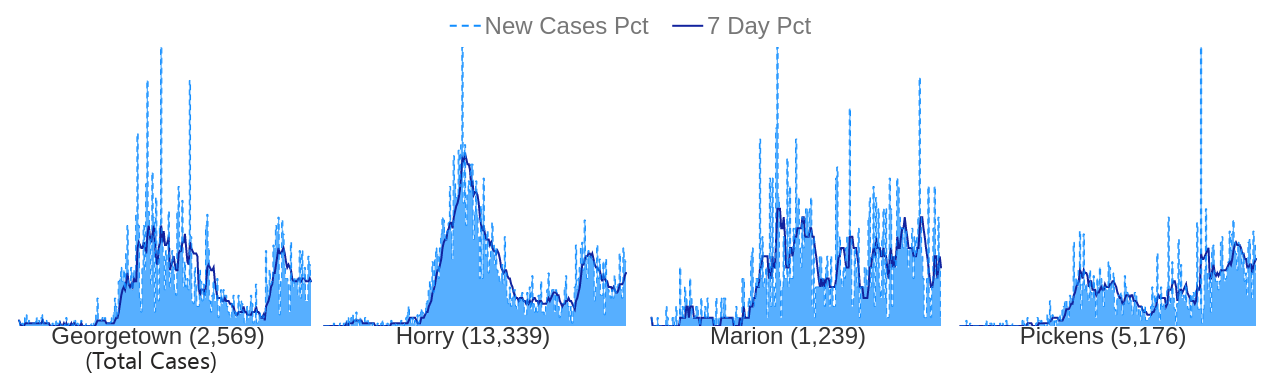 New Cases Pct 7 Day Pct
Georgetown (2,569) Horry (13,339) Marion (1,239) Pickens (5,176)
(Total Cases)